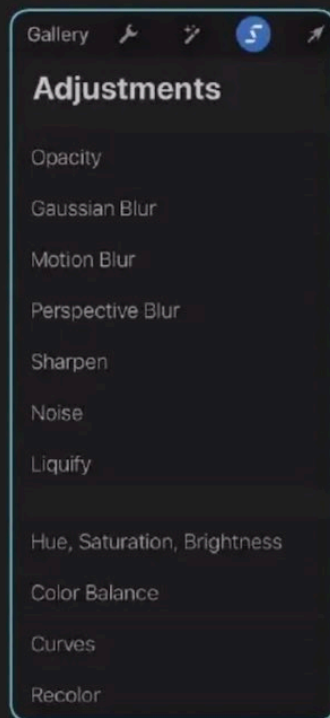 Gallery
Adjustments
Opacity
Gaussian Blur
Motion Blur
Perspective Blur
Sharpen
Noise
Liquify
Hue, Saturation, Brightness
Color Balance
Curves
Recolor